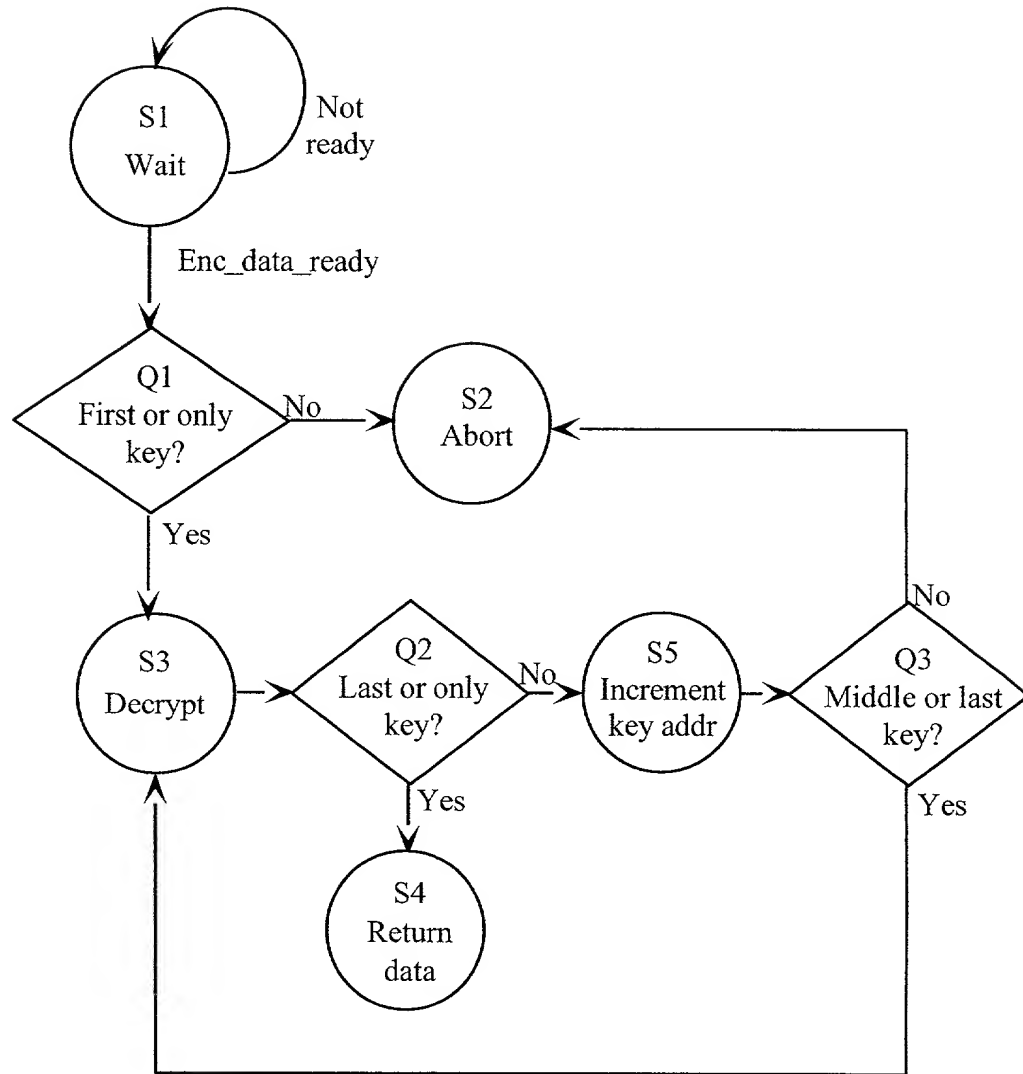 S1
Wait
Not
ready
Enc_data_ready
Q1
First or only
key?
No
S2
Abort
Yes
S3
Decrypt
Q2
Last or only
key?
No
S5
Increment
key addr
No
Q3
Middle or last
key?
Yes
Yes
S4
Return
data